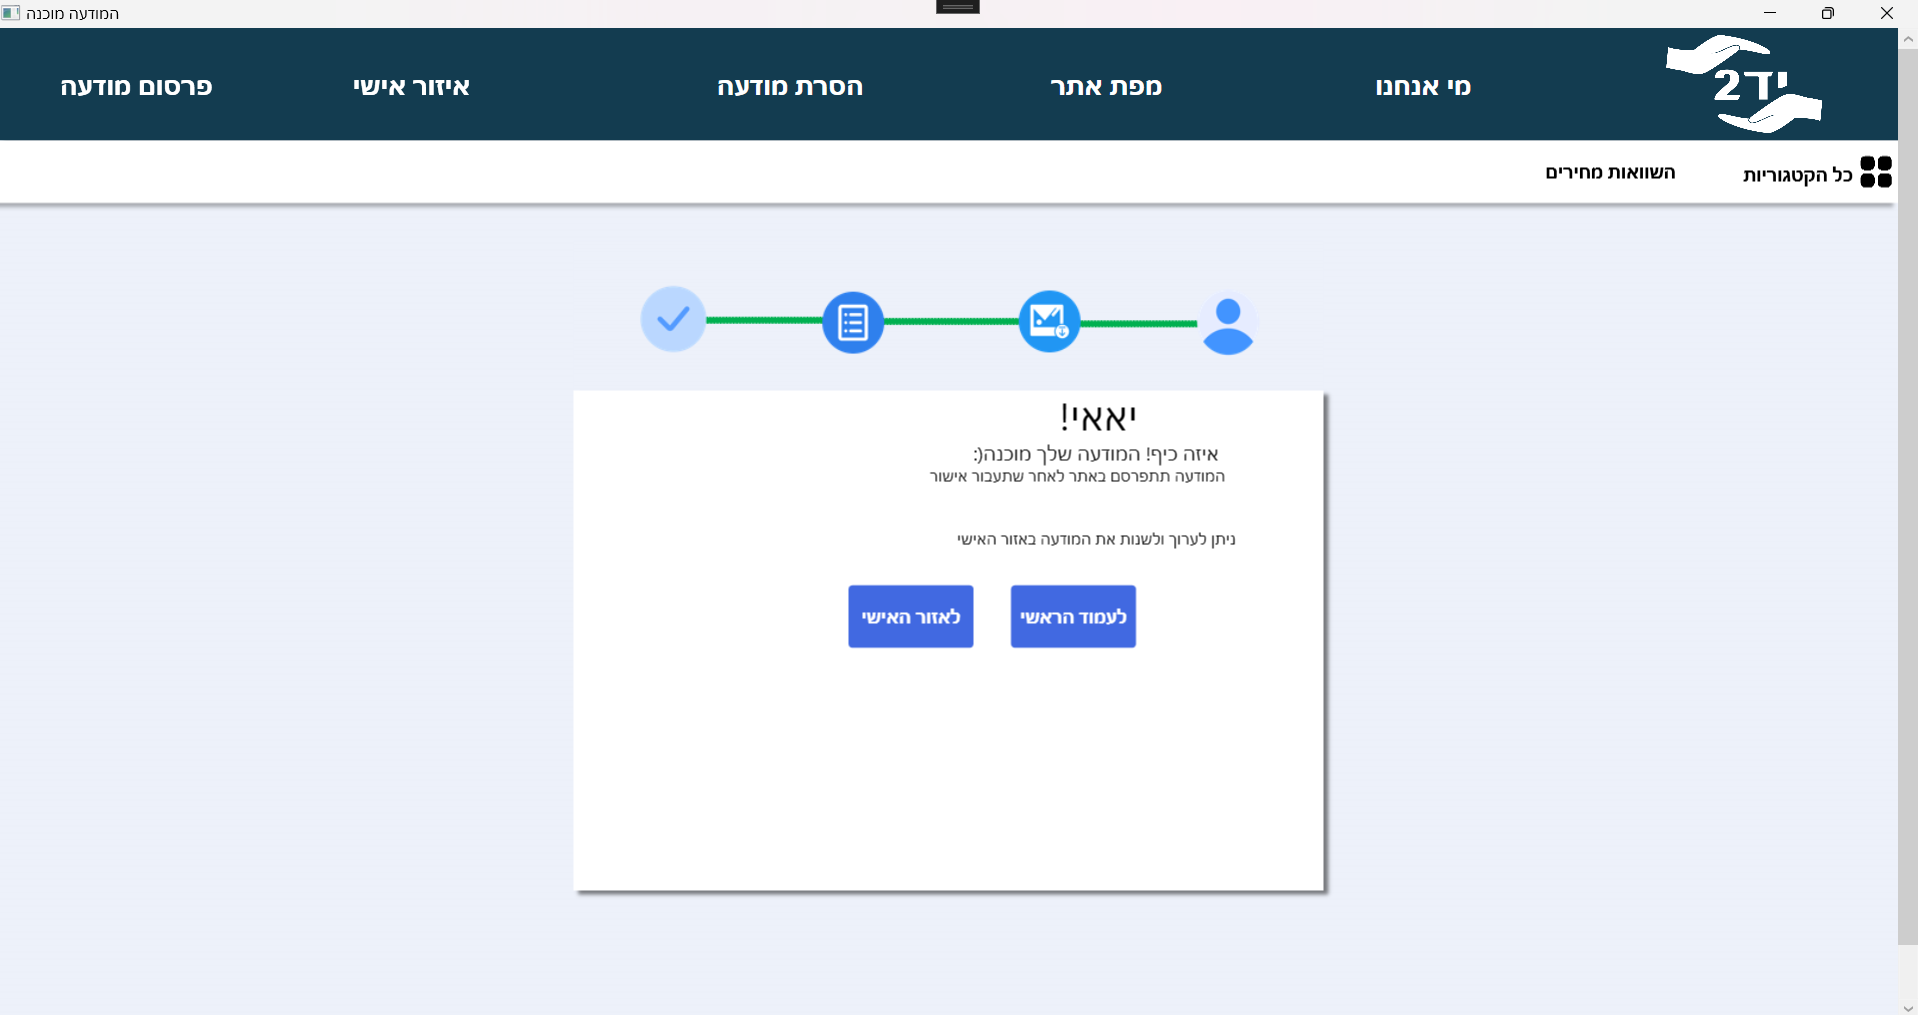 המודעה מוכנה
יד2
מי אנחנו
מפת אתר
הסרת מודעה
איזור אישי
פרסום מודעה
כל הקטגוריות
השוואות מחירים
יאאי!
איזה כיף! המודעה שלך מוכנה(:
המודעה תתפרסם באתר לאחר שתעבור אישור
ניתן לערוך ולשנות את המודעה באזור האישי
לעמוד הראשי
לאזור האישי